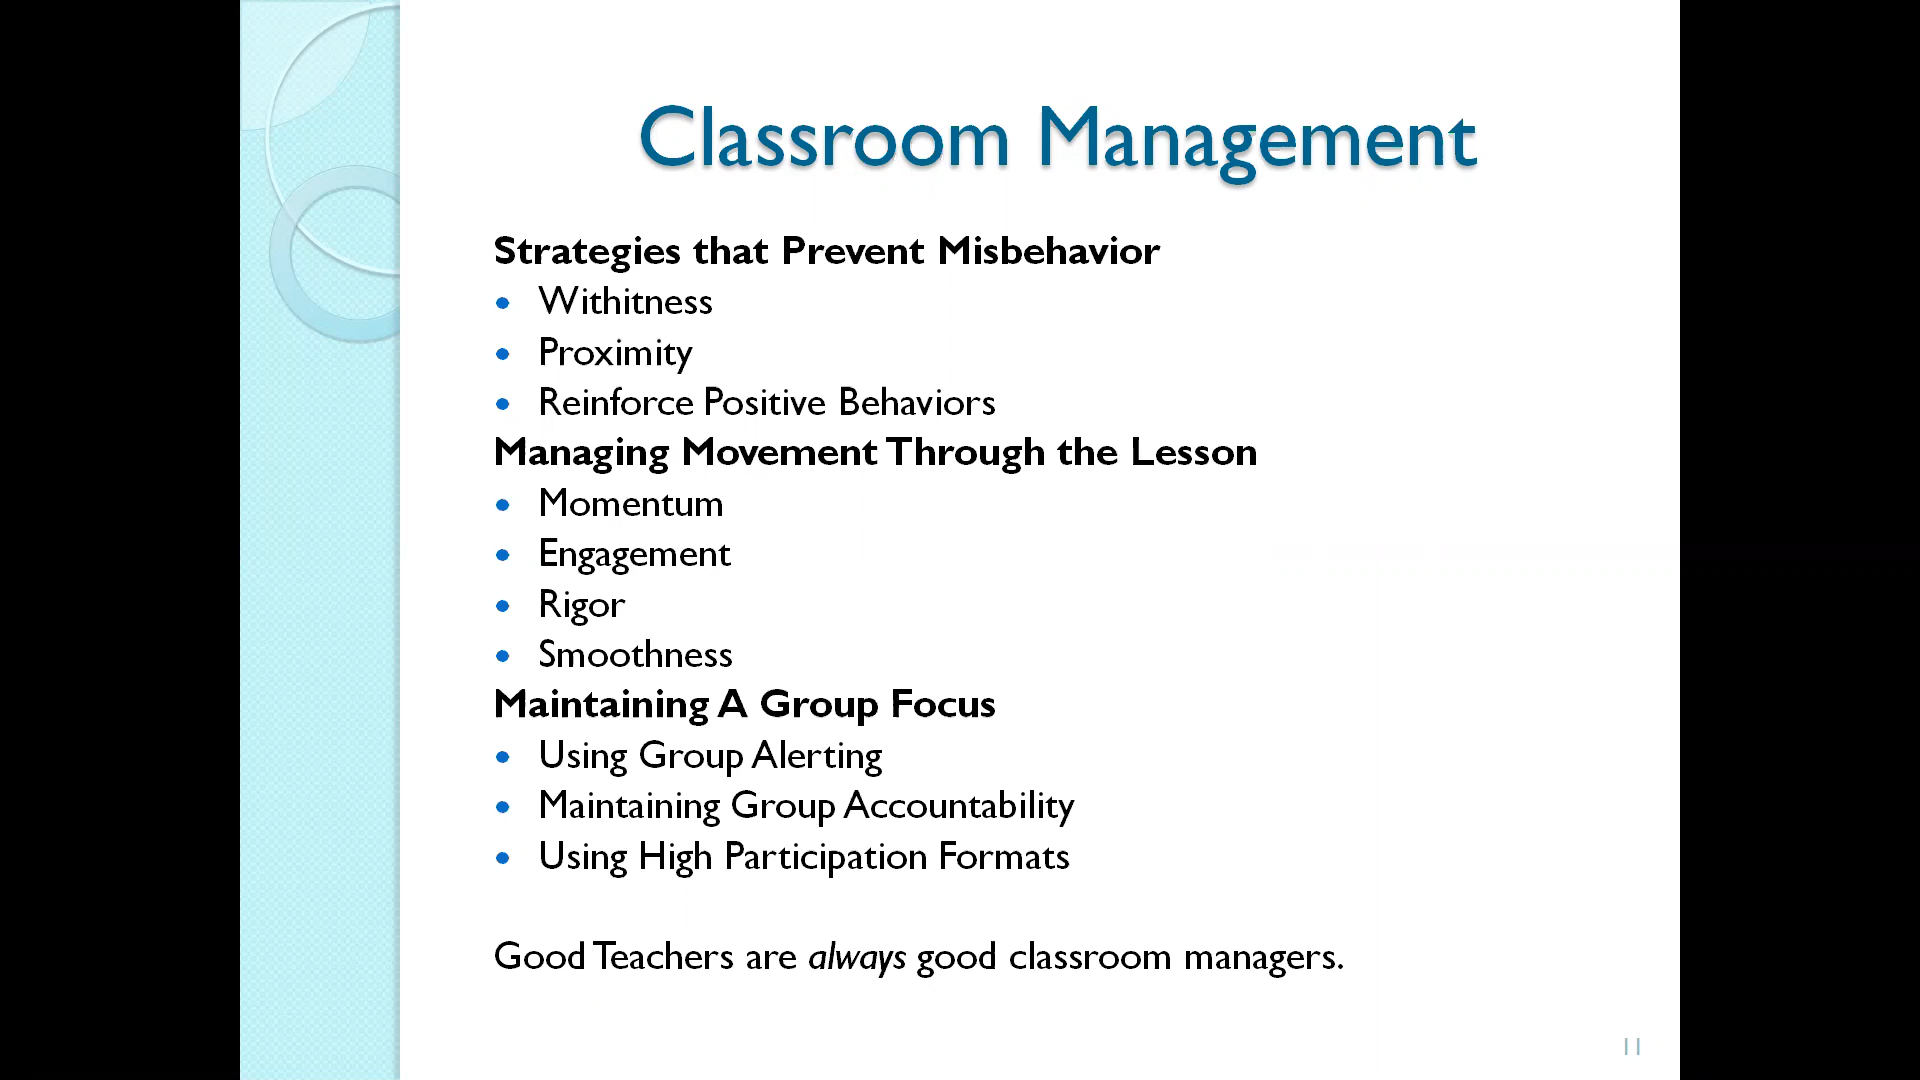 Classroom Management
Strategies that Prevent Misbehavior
• Withitness
• Proximity
• Reinforce Positive Behaviors
Managing Movement Through the Lesson
• Momentum
• Engagement
• Rigor
• Smoothness
Maintaining A Group Focus
• Using Group Alerting
• Maintaining Group Accountability
• Using High Participation Formats
Good Teachers are always good classroom managers.
11